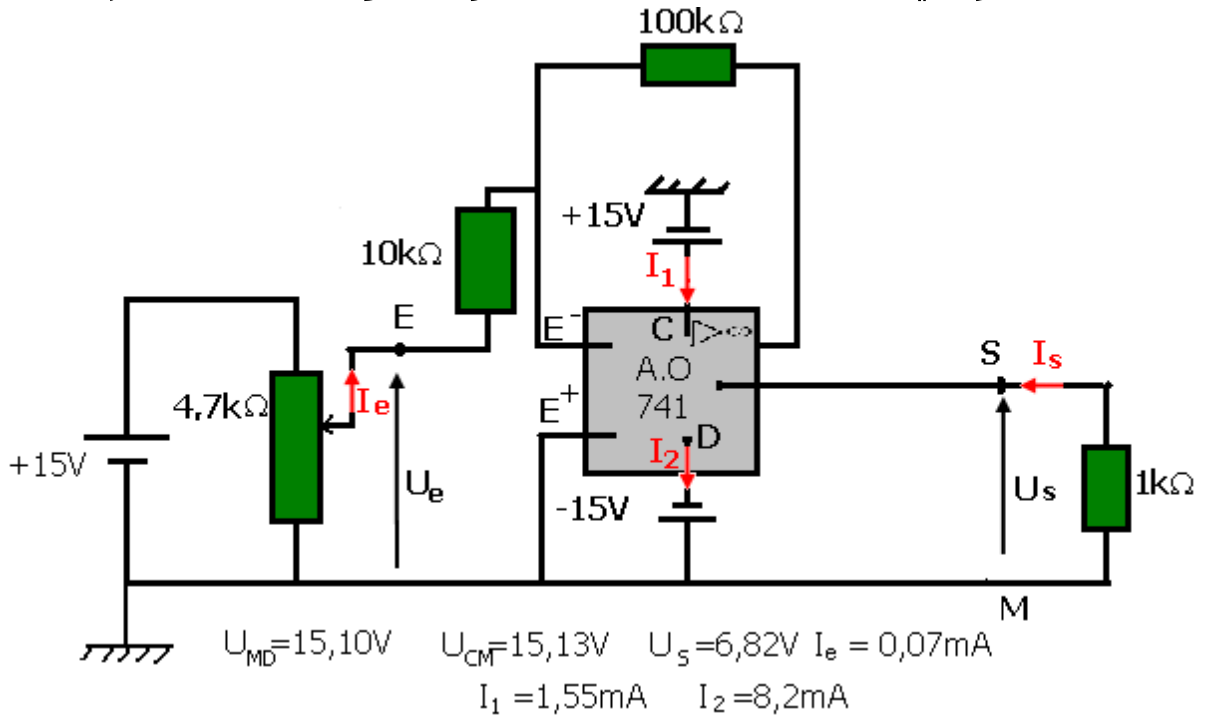 100kΩ
+15V
10kΩ
I₁
E
E⁻
C
▷∞
A.O
741
S
Iₛ
4,7kΩ
Iₑ
E⁺
D
I₂
+15V
Uₑ
-15V
Uₛ
1kΩ
M
U_MD=15,10V U_CM=15,13V U_S=6,82V Iₑ = 0,07mA
I₁ =1,55mA I₂ =8,2mA